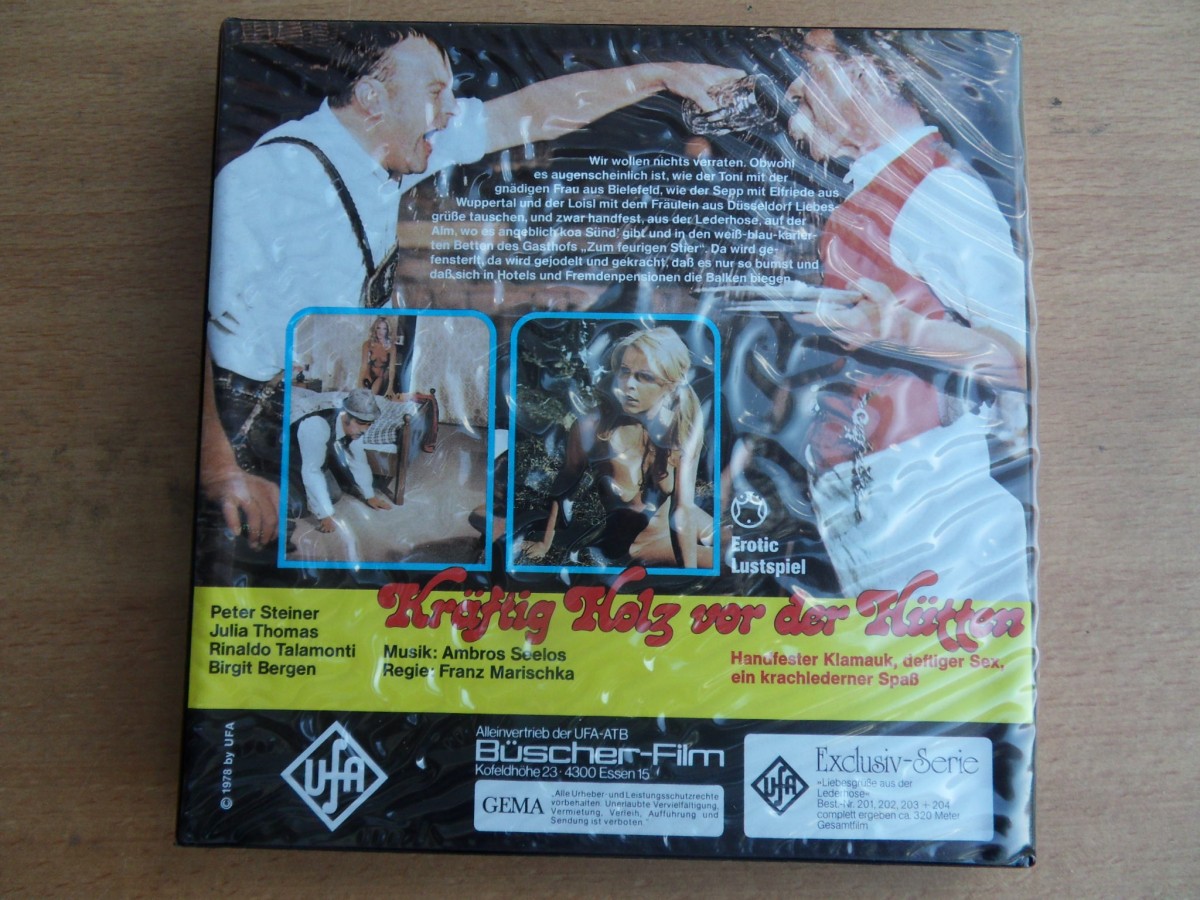 Wir wollen nichts verraten. Obwohl
es augenscheinlich ist, wie der Toni mit der
gnädigen Frau aus Bielefeld, wie der Sepp mit Elfriede aus
Wuppertal und der Loisl mit dem Fräulein aus Düsseldorf Liebes-
grüße tauschen, und zwar handfest, aus der Lederhose, auf der
Alm, wo es angeblich koa Sünd' gibt und in den weiß-blau-karier-
ten Betten des Gasthofs „Zum feurigen Stier“. Da wird ge-
fensterlt, da wird gejodelt und gekracht, daß es nur so bumst und
daß sich in Hotels und Fremdenpensionen die Balken biegen.
Erotic
Lustspiel
Kräftig Holz vor der Hütten
Peter Steiner
Julia Thomas
Rinaldo Talamonti
Birgit Bergen
Musik: Ambros Seelos
Regie: Franz Marischka
Handfester Klamauk, deftiger Sex,
ein krachlederner Spaß
© 1978 by UFA
UFA
Alleinvertrieb der UFA-ATB
Büscher-Film
Kofeldhöhe 23 · 4300 Essen 15
GEMA
„Alle Urheber- und Leistungsschutzrechte
vorbehalten. Unerlaubte Vervielfältigung,
Vermietung, Verleih, Aufführung und
Sendung ist verboten.“
UFA
Exclusiv-Serie
»Liebesgrüße aus der
Lederhose«
Best.-Nr. 201, 202, 203 + 204
complett ergeben ca. 320 Meter
Gesamtfilm